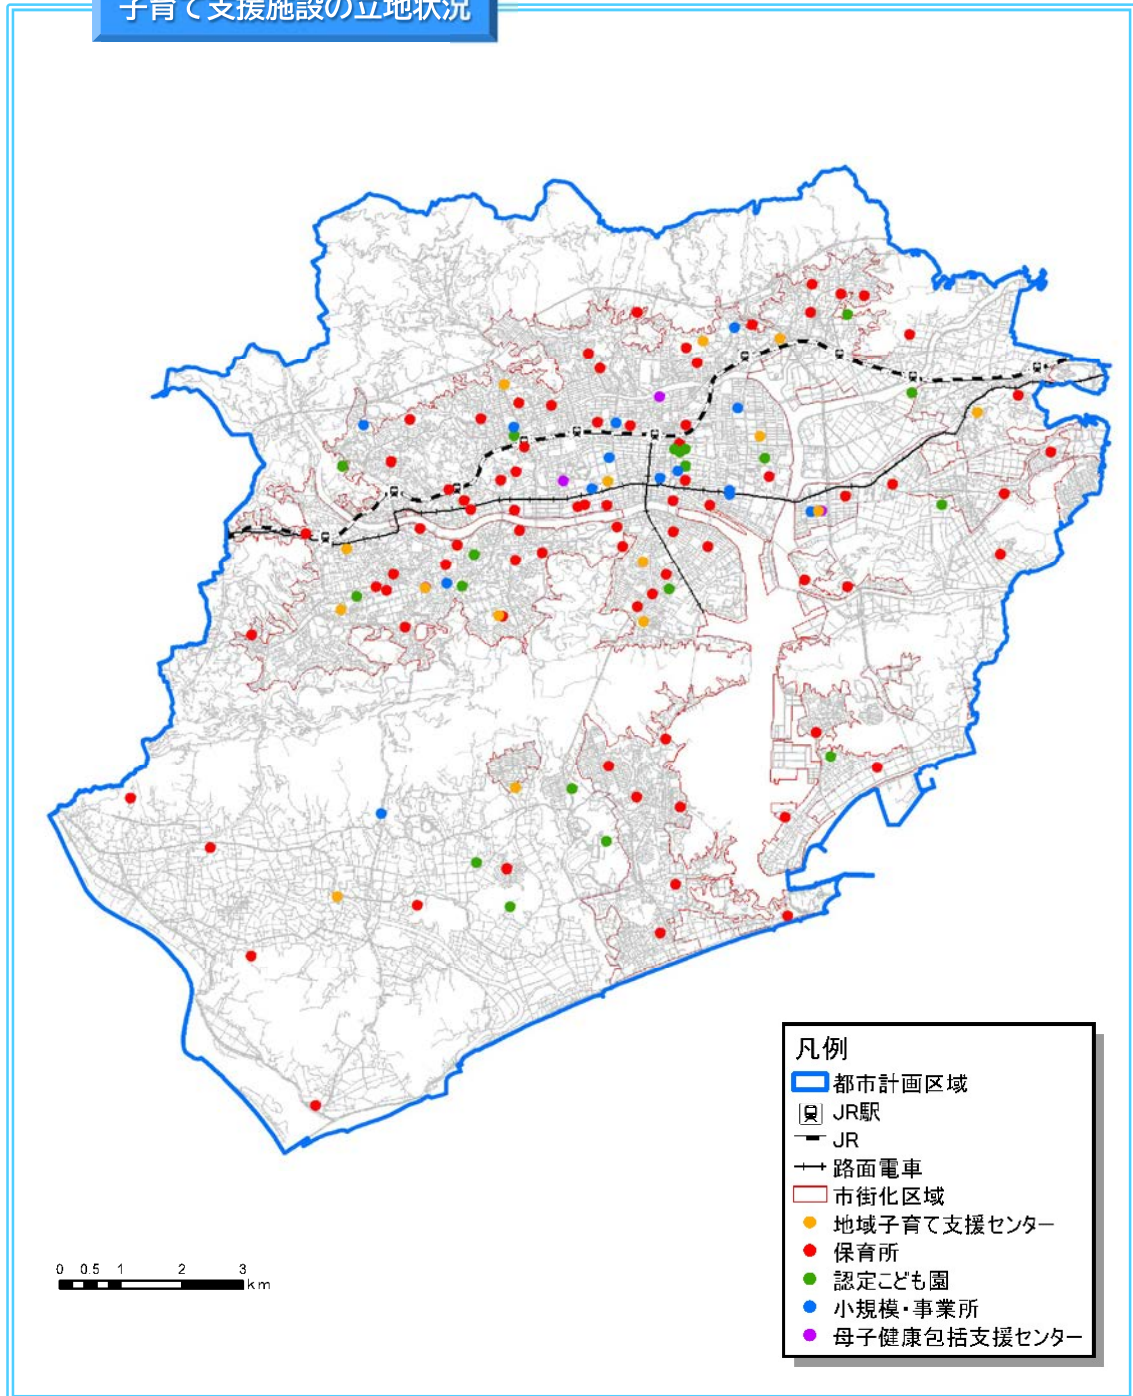 子育て支援施設の立地状況
凡例
都市計画区域
JR駅
JR
路面電車
市街化区域
地域子育て支援センター
保育所
認定こども園
小規模・事業所
母子健康包括支援センター
0 0.5 1 2 3
km